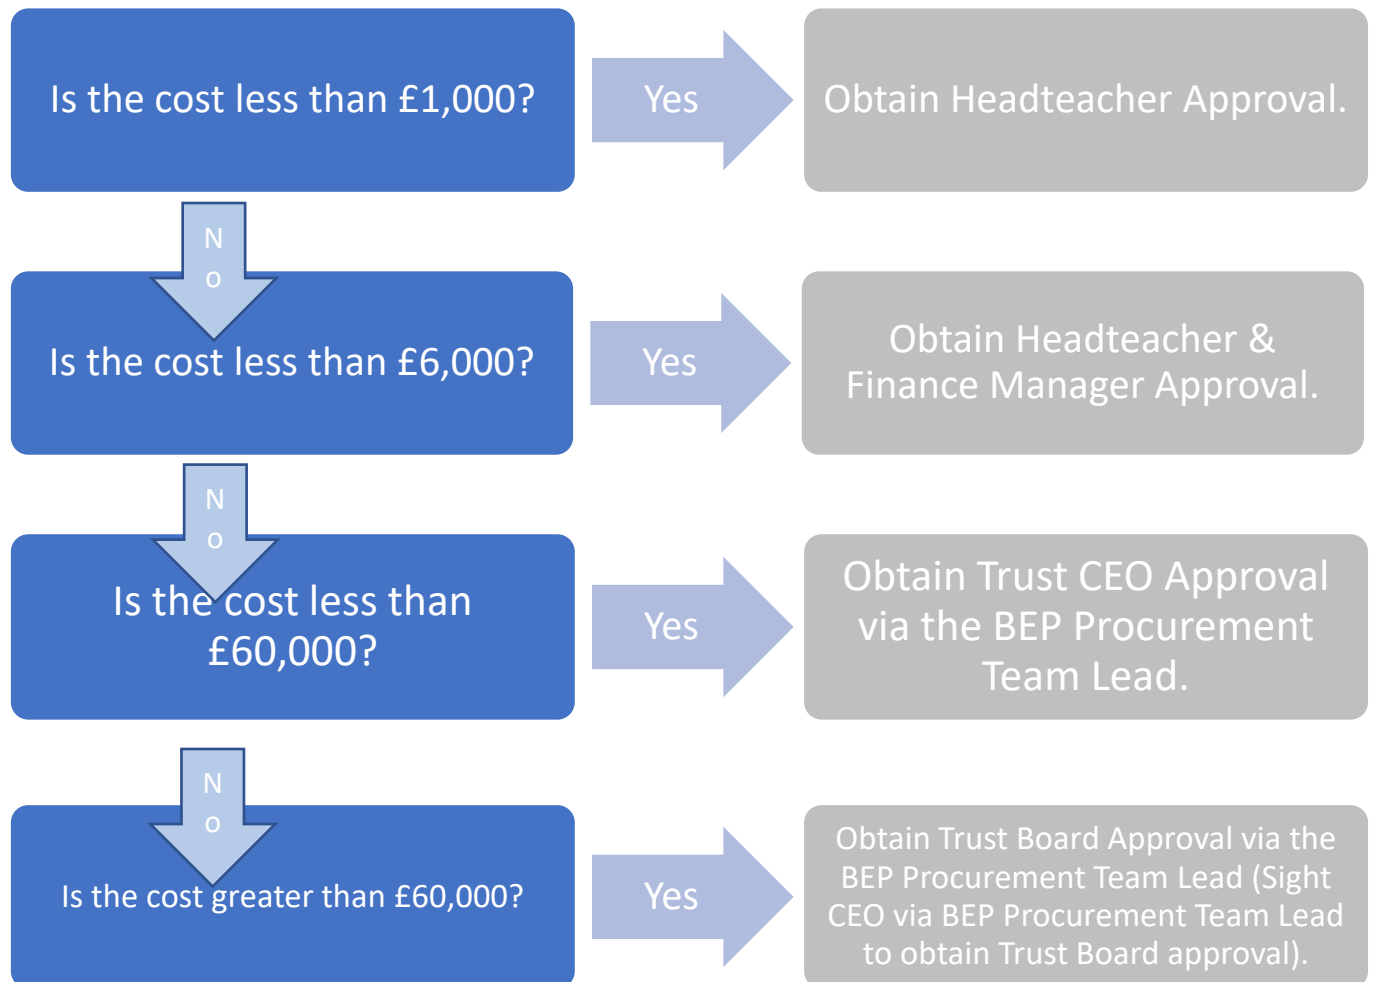 Is the cost less than £1,000?
Yes
Obtain Headteacher Approval.
N
o
Is the cost less than £6,000?
Yes
Obtain Headteacher &
Finance Manager Approval.
N
o
Is the cost less than
£60,000?
Yes
Obtain Trust CEO Approval
via the BEP Procurement
Team Lead.
N
o
Is the cost greater than £60,000?
Yes
Obtain Trust Board Approval via the
BEP Procurement Team Lead (Sight
CEO via BEP Procurement Team Lead
to obtain Trust Board approval).